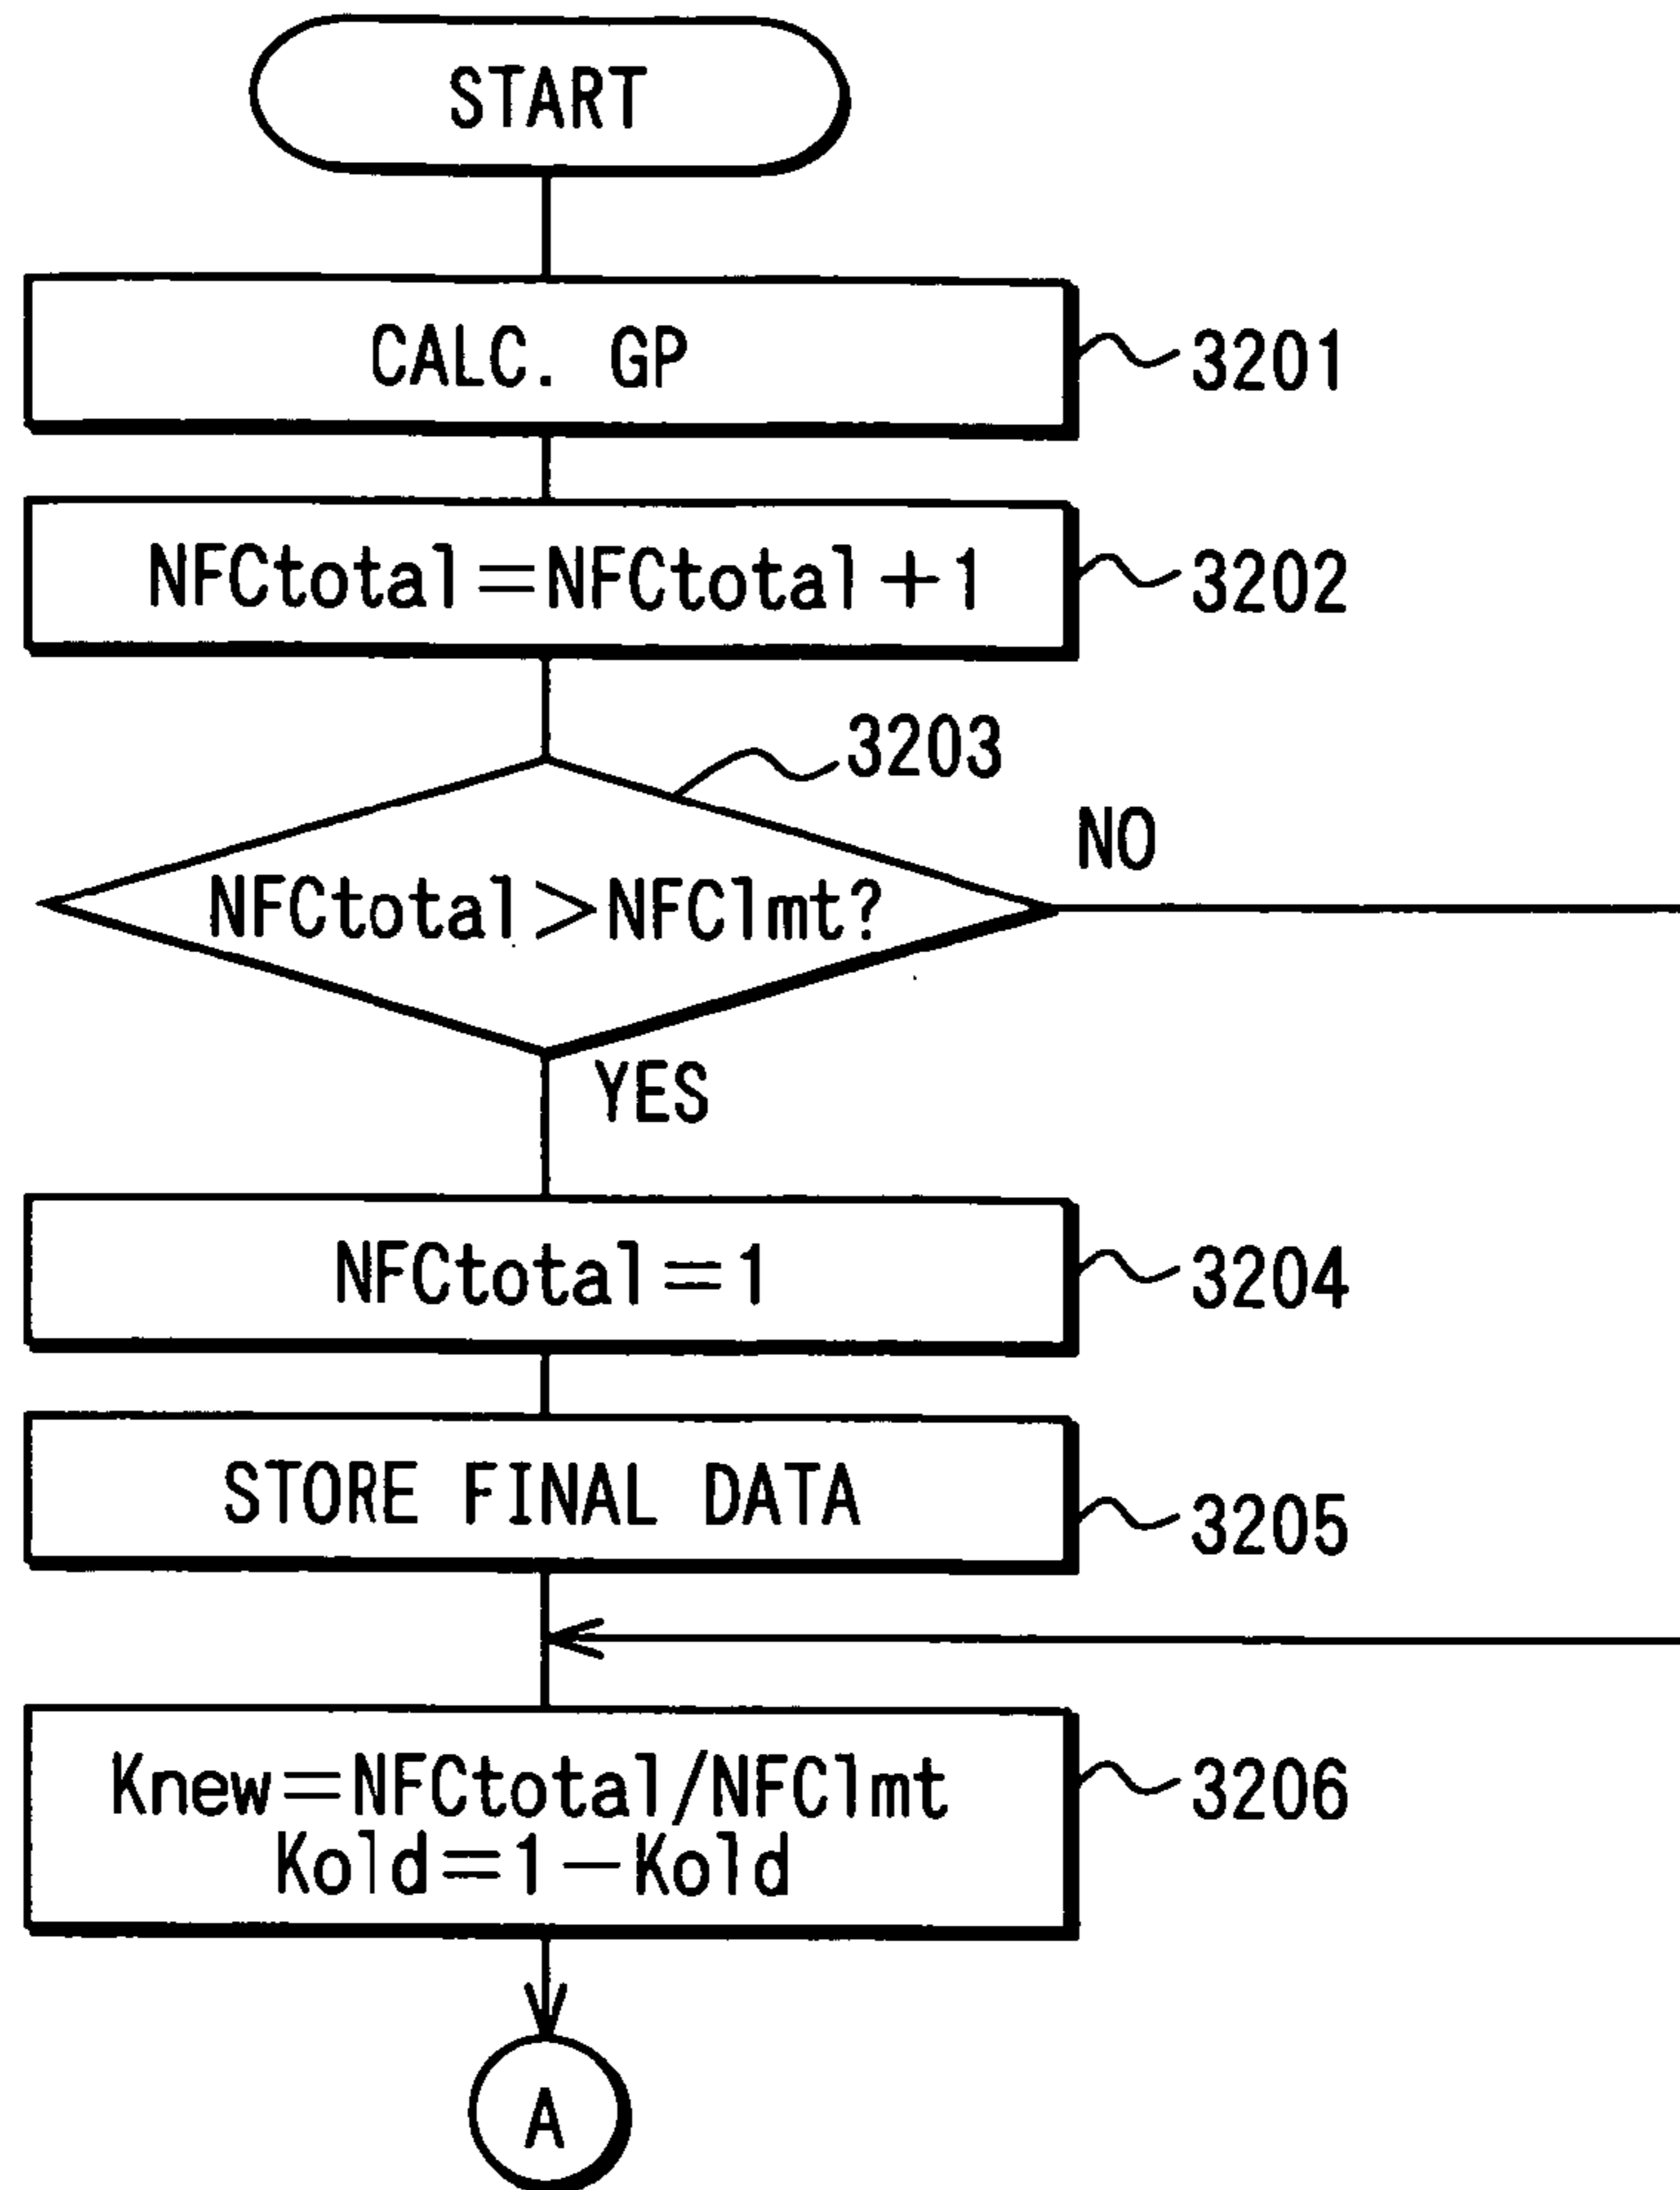 START
CALC. GP
3201
NFCtotal=NFCtotal+1
3202
3203
NFCtotal>NFClmt?
NO
YES
NFCtotal=1
3204
STORE FINAL DATA
3205
Knew=NFCtotal/NFClmt
Kold=1-Kold
3206
A